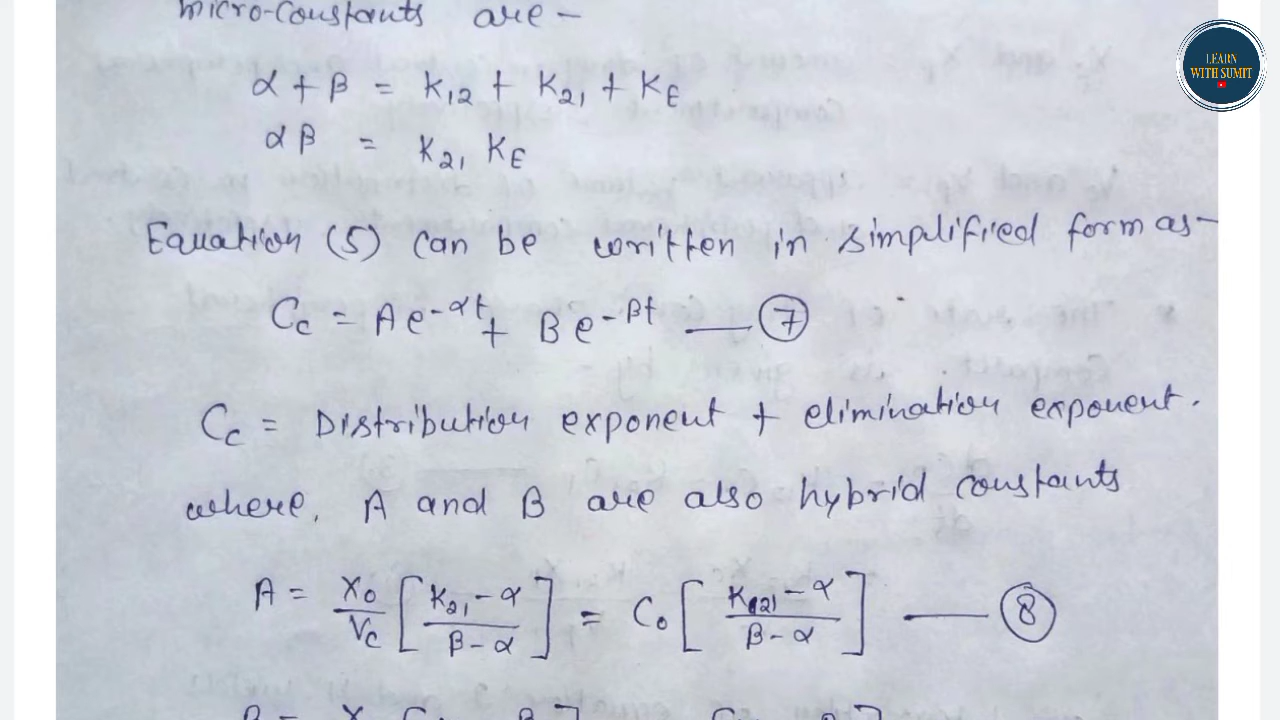 micro-constants are -
α + β = K12 + K21 + KE
αβ = K21 KE
Equation (5) can be written in simplified form as-
Cc = Ae-αt + Be-βt — 7
Cc = Distribution exponent + elimination exponent.
where, A and B are also hybrid constants
A = X0/Vc [K21 - α / β - α] = C0 [K21 - α / β - α] — 8
LEARN
WITH SUMIT